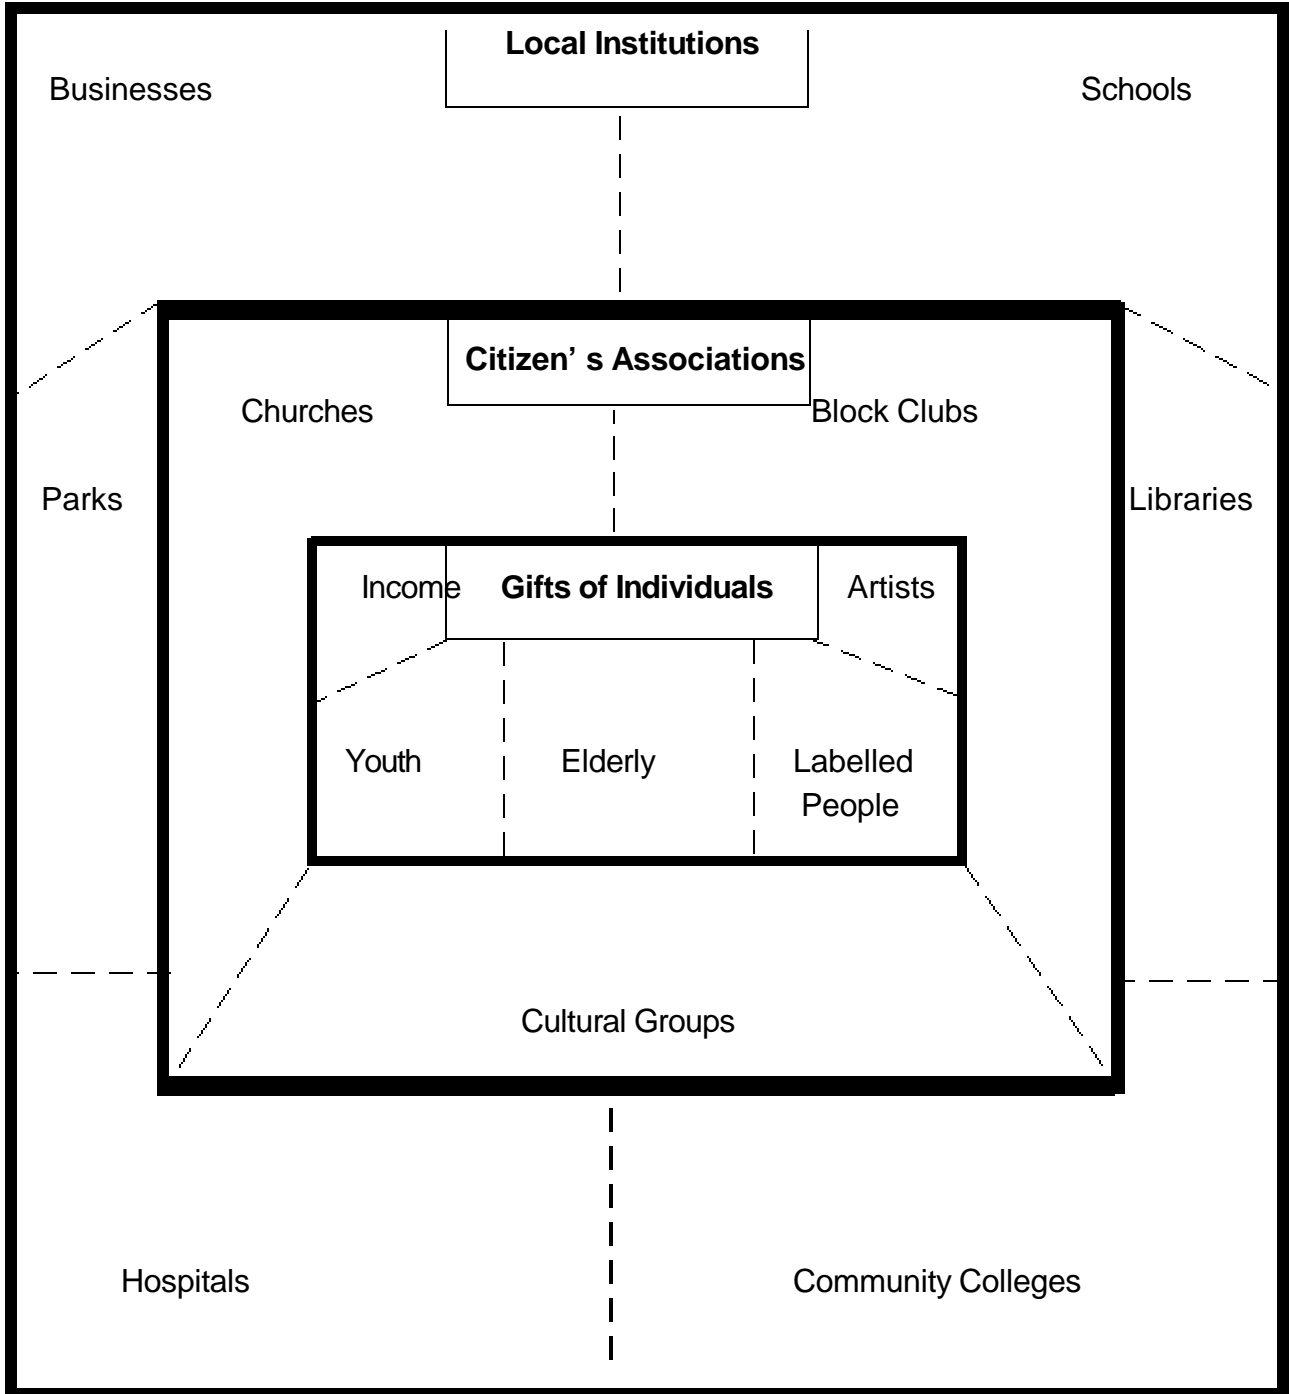 Local Institutions
Businesses
Schools
Citizen’ s Associations
Churches
Block Clubs
Parks
Libraries
Income
Gifts of Individuals
Artists
Youth
Elderly
Labelled
People
Cultural Groups
Hospitals
Community Colleges